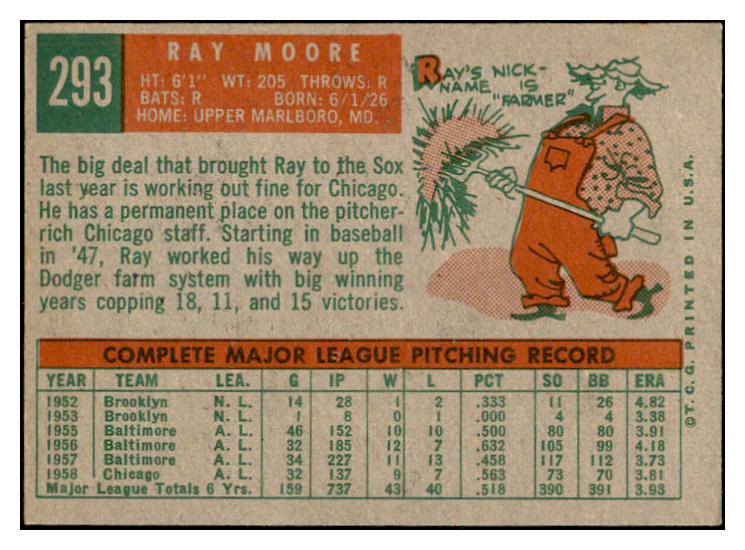 293
RAY MOORE
HT: 6'1" WT: 205 THROWS: R
BATS: R BORN: 6/1/26
HOME: UPPER MARLBORO, MD.
RAY'S NICK-
NAME IS
"FARMER"
The big deal that brought Ray to the Sox
last year is working out fine for Chicago.
He has a permanent place on the pitcher-
rich Chicago staff. Starting in baseball
in '47, Ray worked his way up the
Dodger farm system with big winning
years copping 18, 11, and 15 victories.
©T.C.G. PRINTED IN U.S.A.
COMPLETE MAJOR LEAGUE PITCHING RECORD
YEAR TEAM LEA. G IP W L PCT SO BB ERA
1952 Brooklyn N. L. 14 28 1 2 .333 11 26 4.82
1953 Brooklyn N. L. 1 8 0 1 .000 4 4 3.38
1955 Baltimore A. L. 46 152 10 10 .500 80 80 3.91
1956 Baltimore A. L. 32 185 12 7 .632 105 99 4.18
1957 Baltimore A. L. 34 227 11 13 .458 117 112 3.73
1958 Chicago A. L. 32 137 9 7 .563 73 70 3.81
Major League Totals 6 Yrs. 159 737 43 40 .518 390 391 3.93